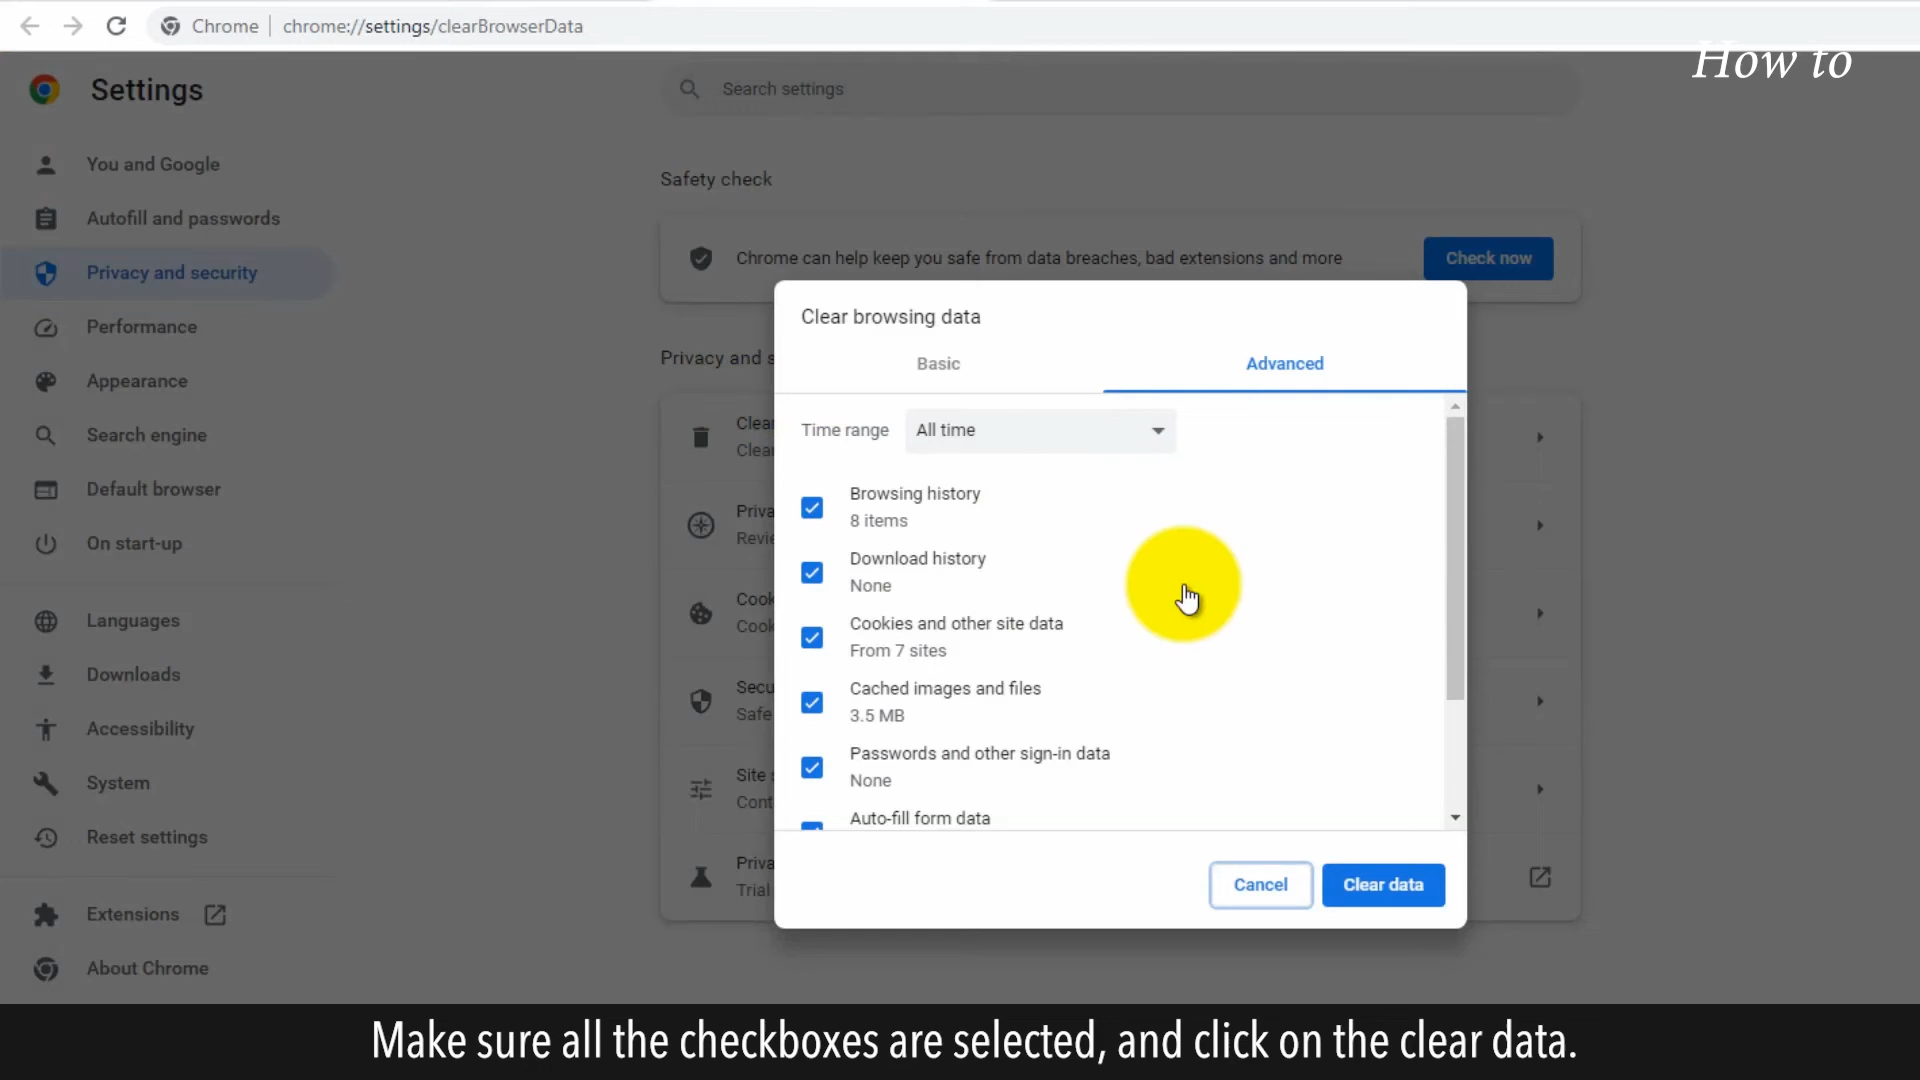 Chrome | chrome://settings/clearBrowserData
How to
Settings
Search settings
You and Google
Autofill and passwords
Privacy and security
Performance
Appearance
Search engine
Default browser
On start-up
Languages
Downloads
Accessibility
System
Reset settings
Extensions
About Chrome
Safety check
Chrome can help keep you safe from data breaches, bad extensions and more
Check now
Privacy and s
Clear
Clear
Priva
Revie
Cook
Cook
Secu
Safe
Site s
Cont
Priva
Trial
Clear browsing data
Basic
Advanced
Time range
All time
Browsing history
8 items
Download history
None
Cookies and other site data
From 7 sites
Cached images and files
3.5 MB
Passwords and other sign-in data
None
Auto-fill form data
Cancel
Clear data
Make sure all the checkboxes are selected, and click on the clear data.